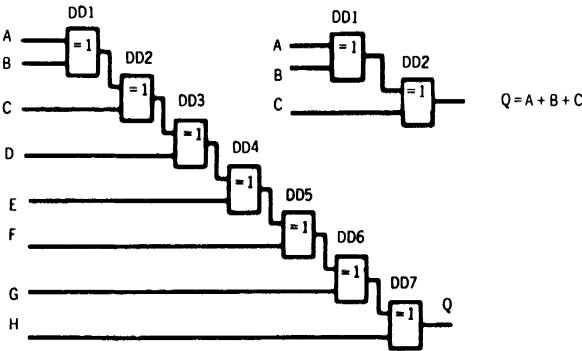 DD1
A
= 1
B
DD2
= 1
C
DD3
= 1
D
DD4
= 1
E
DD5
= 1
F
DD6
= 1
G
DD7
= 1
Q
H
DD1
A
= 1
B
DD2
= 1
C
Q = A + B + C